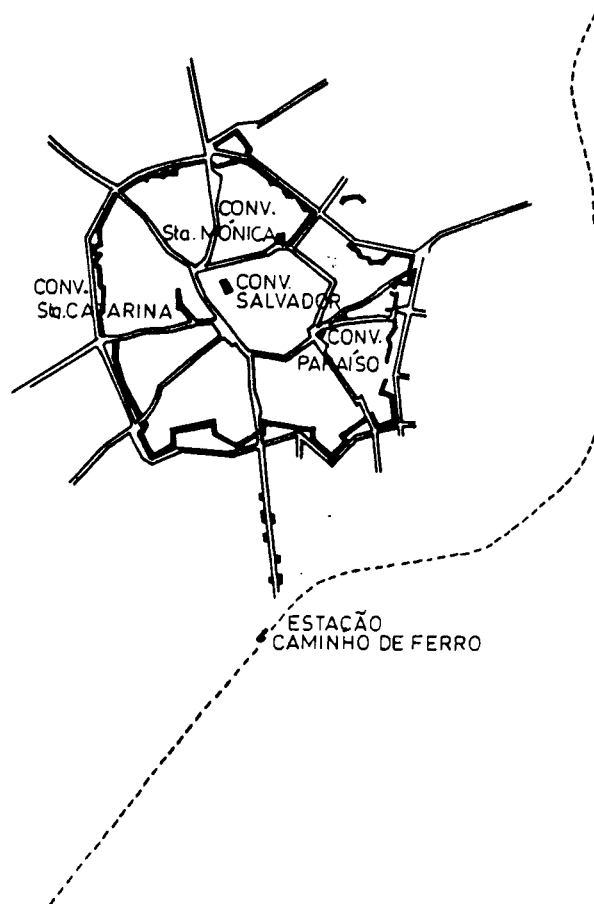 CONV.
Sta. MÓNICA
CONV.
Sta. CATARINA
CONV.
SALVADOR
CONV.
PARAÍSO
ESTAÇÃO
CAMINHO DE FERRO